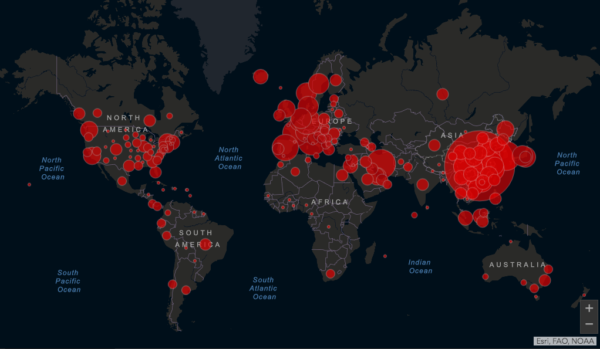 NORTH
AMERICA
EUROPE
ASIA
North
Pacific
Ocean
North
Atlantic
Ocean
North
Pacific
Ocean
AFRICA
SOUTH
AMERICA
Indian
Ocean
AUSTRALIA
South
Pacific
Ocean
South
Atlantic
Ocean
+
−
Esri, FAO, NOAA